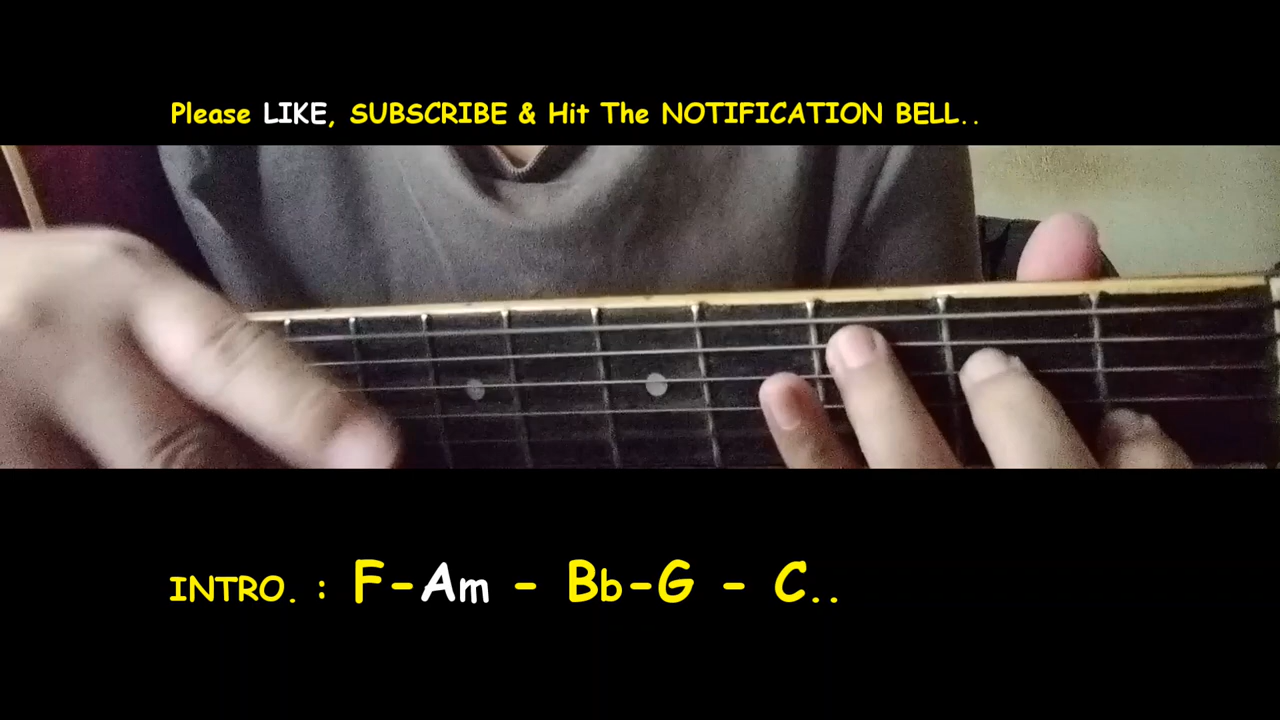 Please LIKE, SUBSCRIBE & Hit The NOTIFICATION BELL..
INTRO. : F-Am - Bb-G - C..